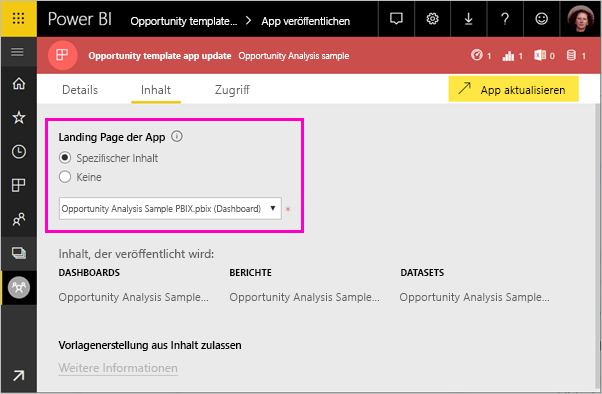 Power BI Opportunity template... > App veröffentlichen ?
Opportunity template app update Opportunity Analysis sample 1 1 0 1
Details Inhalt Zugriff App aktualisieren
Landing Page der App
Spezifischer Inhalt
Keine
Opportunity Analysis Sample PBIX.pbix (Dashboard) *
Inhalt, der veröffentlicht wird:
DASHBOARDS BERICHTE DATASETS
Opportunity Analysis Sample... Opportunity Analysis Sample... Opportunity Analysis Sample...
Vorlagenerstellung aus Inhalt zulassen
Weitere Informationen